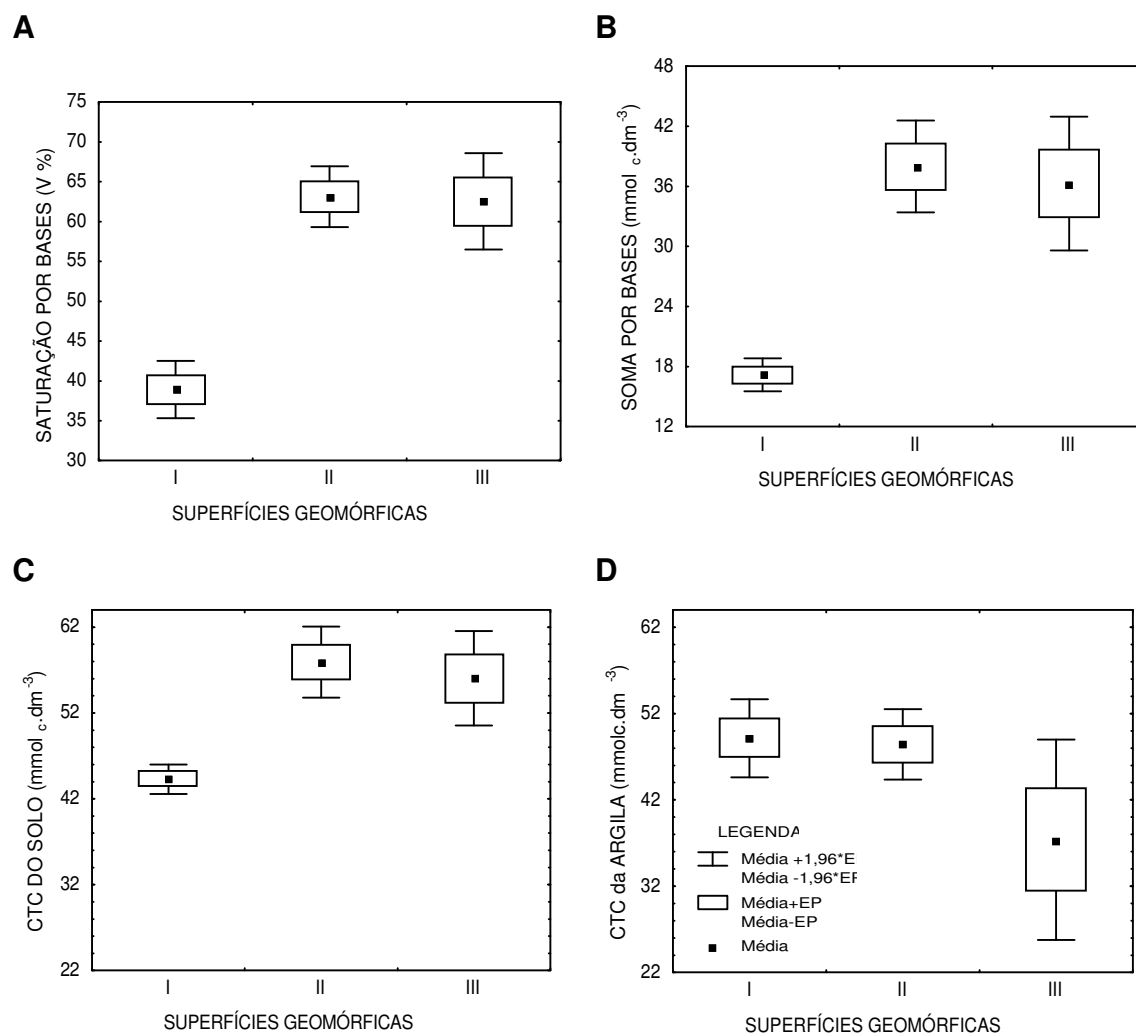 A
SATURAÇÃO POR BASES (V %)
75
70
65
60
55
50
45
40
35
30
I II III
SUPERFÍCIES GEOMÓRFICAS
B
SOMA POR BASES (mmol c.dm-3)
48
42
36
30
24
18
12
I II III
SUPERFÍCIES GEOMÓRFICAS
C
CTC DO SOLO (mmol c.dm-3)
62
52
42
32
22
I II III
SUPERFÍCIES GEOMÓRFICAS
D
CTC da ARGILA (mmolc.dm -3)
62
52
42
32
22
LEGENDA
Média +1,96*E
Média -1,96*EF
Média+EP
Média-EP
Média
I II III
SUPERFÍCIES GEOMÓRFICAS